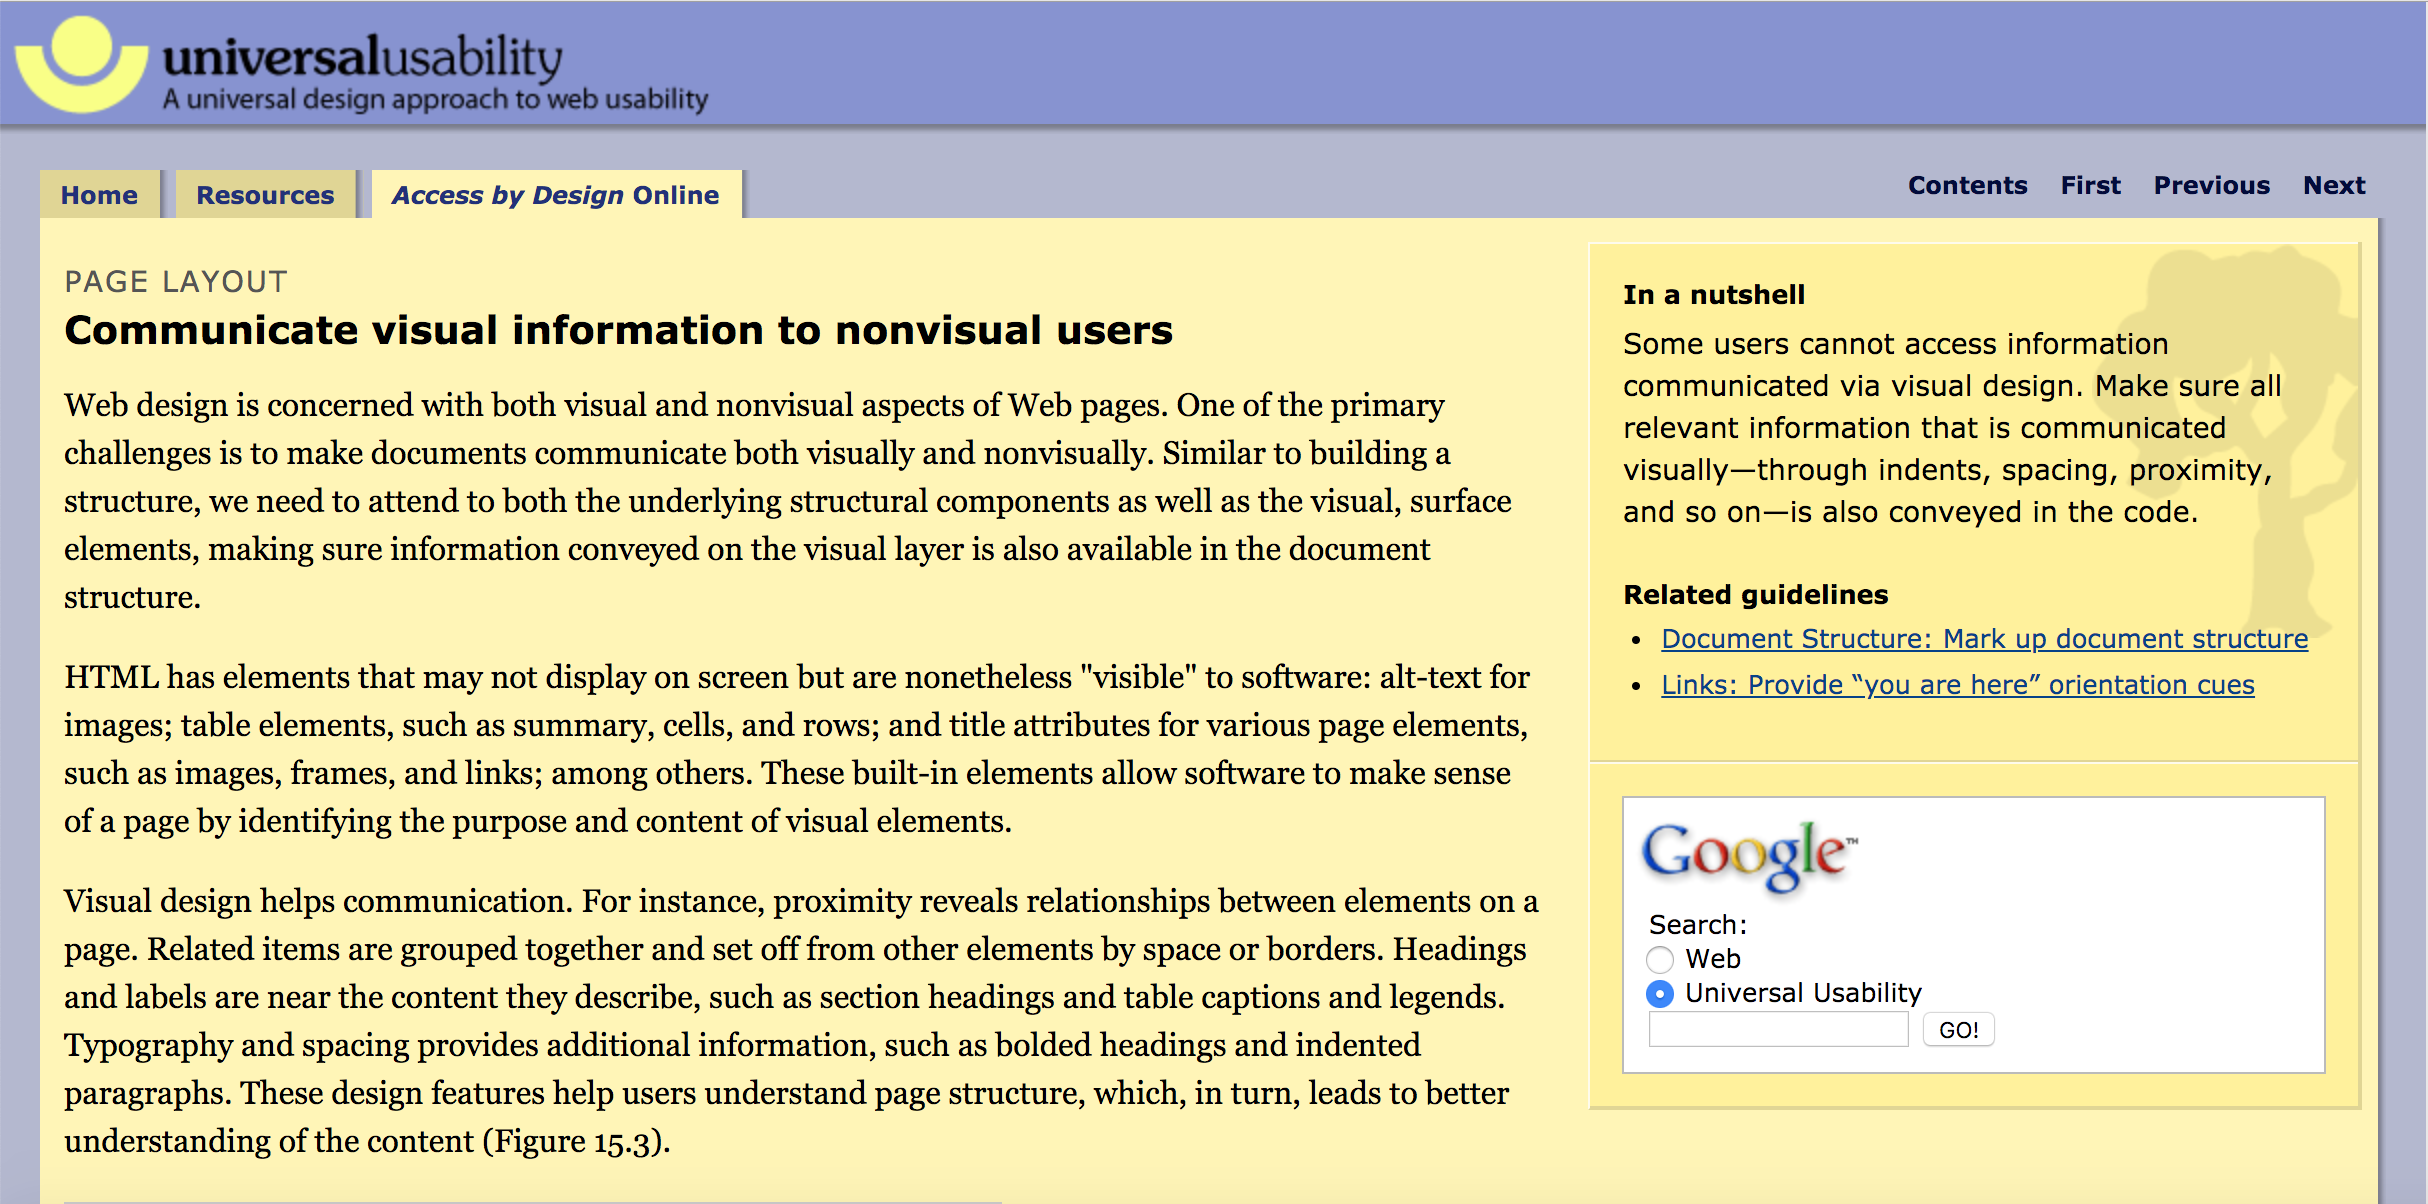 universalusability
A universal design approach to web usability
Home
Resources
Access by Design Online
Contents
First
Previous
Next
PAGE LAYOUT
Communicate visual information to nonvisual users
Web design is concerned with both visual and nonvisual aspects of Web pages. One of the primary
challenges is to make documents communicate both visually and nonvisually. Similar to building a
structure, we need to attend to both the underlying structural components as well as the visual, surface
elements, making sure information conveyed on the visual layer is also available in the document
structure.
HTML has elements that may not display on screen but are nonetheless "visible" to software: alt-text for
images; table elements, such as summary, cells, and rows; and title attributes for various page elements,
such as images, frames, and links; among others. These built-in elements allow software to make sense
of a page by identifying the purpose and content of visual elements.
Visual design helps communication. For instance, proximity reveals relationships between elements on a
page. Related items are grouped together and set off from other elements by space or borders. Headings
and labels are near the content they describe, such as section headings and table captions and legends.
Typography and spacing provides additional information, such as bolded headings and indented
paragraphs. These design features help users understand page structure, which, in turn, leads to better
understanding of the content (Figure 15.3).
In a nutshell
Some users cannot access information
communicated via visual design. Make sure all
relevant information that is communicated
visually—through indents, spacing, proximity,
and so on—is also conveyed in the code.
Related guidelines
• Document Structure: Mark up document structure
• Links: Provide “you are here” orientation cues
Google™
Search:
Web
Universal Usability
GO!